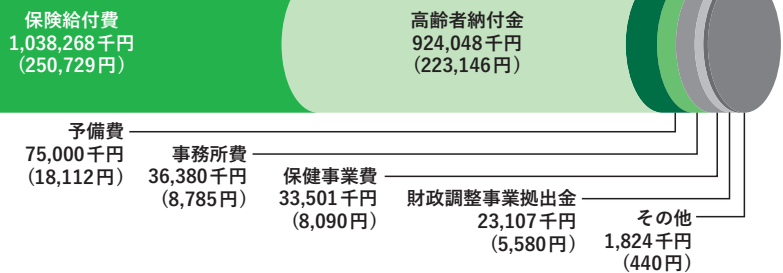 保険給付費
1,038,268千円
(250,729円)
高齢者納付金
924,048千円
(223,146円)
予備費
75,000千円
(18,112円)
事務所費
36,380千円
(8,785円)
保健事業費
33,501千円
(8,090円)
財政調整事業拠出金
23,107千円
(5,580円)
その他
1,824千円
(440円)